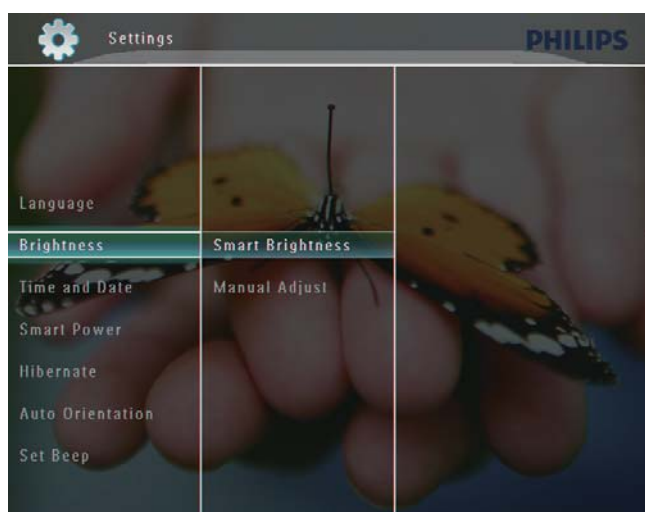 Settings
PHILIPS
Language
Brightness
Smart Brightness
Time and Date
Manual Adjust
Smart Power
Hibernate
Auto Orientation
Set Beep